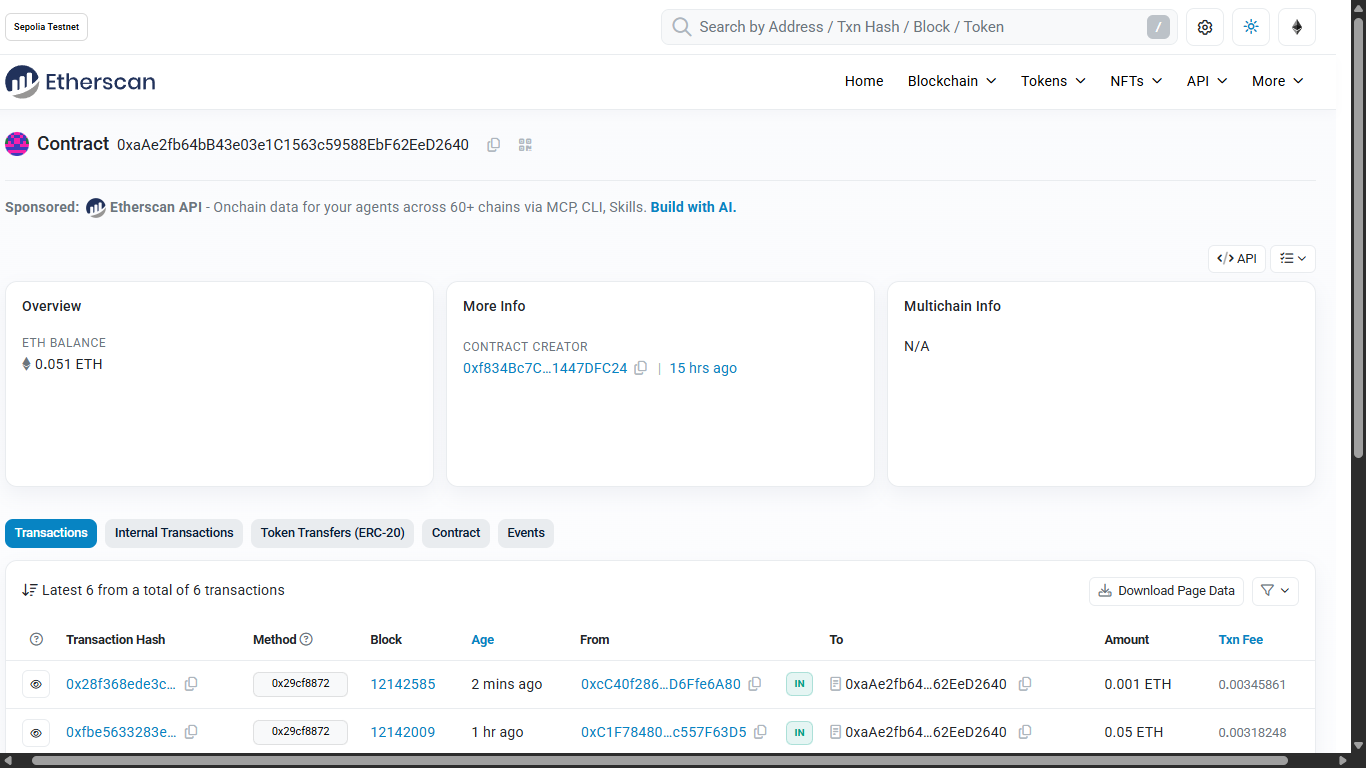 Sepolia Testnet
Search by Address / Txn Hash / Block / Token /
Etherscan
Home Blockchain Tokens NFTs API More
Contract 0xaAe2fb64bB43e03e1C1563c59588EbF62EeD2640
Sponsored: Etherscan API - Onchain data for your agents across 60+ chains via MCP, CLI, Skills. Build with AI.
</> API
Overview
ETH BALANCE
0.051 ETH
More Info
CONTRACT CREATOR
0xf834Bc7C...1447DFC24 | 15 hrs ago
Multichain Info
N/A
Transactions Internal Transactions Token Transfers (ERC-20) Contract Events
Latest 6 from a total of 6 transactions Download Page Data
? Transaction Hash Method ? Block Age From To Amount Txn Fee
0x28f368ede3c... 0x29cf8872 12142585 2 mins ago 0xcC40f286...D6Ffe6A80 IN 0xaAe2fb64...62EeD2640 0.001 ETH 0.00345861
0xfbe5633283e... 0x29cf8872 12142009 1 hr ago 0xC1F78480...c557F63D5 IN 0xaAe2fb64...62EeD2640 0.05 ETH 0.00318248